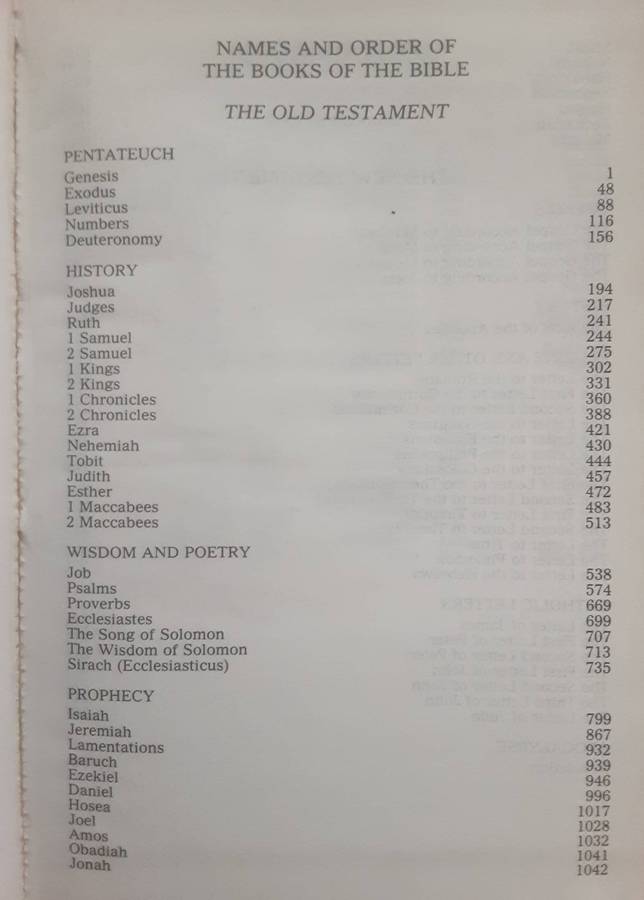 NAMES AND ORDER OF
THE BOOKS OF THE BIBLE
THE OLD TESTAMENT
PENTATEUCH
Genesis 1
Exodus 48
Leviticus 88
Numbers 116
Deuteronomy 156
HISTORY
Joshua 194
Judges 217
Ruth 241
1 Samuel 244
2 Samuel 275
1 Kings 302
2 Kings 331
1 Chronicles 360
2 Chronicles 388
Ezra 421
Nehemiah 430
Tobit 444
Judith 457
Esther 472
1 Maccabees 483
2 Maccabees 513
WISDOM AND POETRY
Job 538
Psalms 574
Proverbs 669
Ecclesiastes 699
The Song of Solomon 707
The Wisdom of Solomon 713
Sirach (Ecclesiasticus) 735
PROPHECY
Isaiah 799
Jeremiah 867
Lamentations 932
Baruch 939
Ezekiel 946
Daniel 996
Hosea 1017
Joel 1028
Amos 1032
Obadiah 1041
Jonah 1042